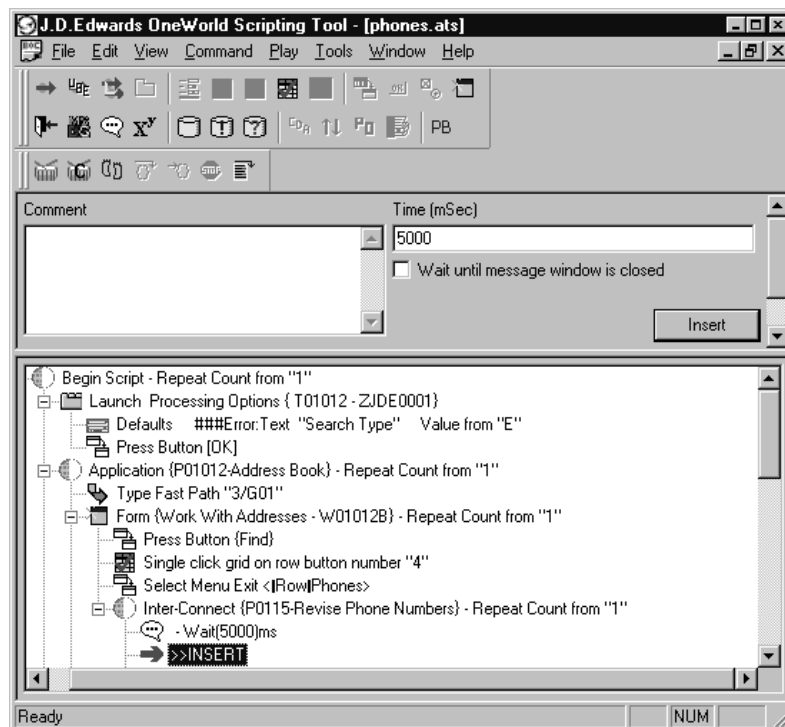 J.D.Edwards OneWorld Scripting Tool - [phones.ats]
File Edit View Command Play Tools Window Help
PB
Comment
Time (mSec)
5000
Wait until message window is closed
Insert
Begin Script - Repeat Count from "1"
Launch Processing Options { T01012 - ZJDE0001}
Defaults ###Error:Text "Search Type" Value from "E"
Press Button [OK]
Application {P01012-Address Book} - Repeat Count from "1"
Type Fast Path "3/G01"
Form {Work With Addresses - W01012B} - Repeat Count from "1"
Press Button {Find}
Single click grid on row button number "4"
Select Menu Exit <|Row|Phones>
Inter-Connect {P0115-Revise Phone Numbers} - Repeat Count from "1"
- Wait(5000)ms
>>INSERT
Ready
NUM